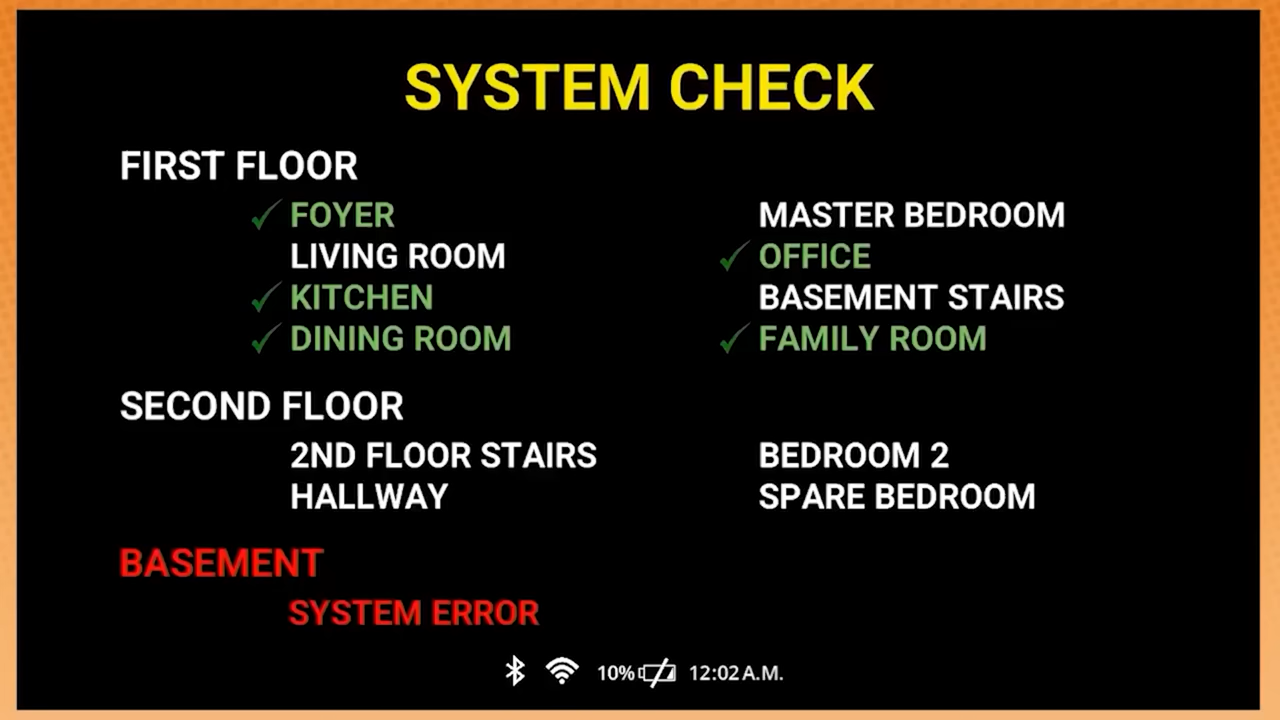 SYSTEM CHECK
FIRST FLOOR
FOYER
LIVING ROOM
KITCHEN
DINING ROOM
MASTER BEDROOM
OFFICE
BASEMENT STAIRS
FAMILY ROOM
SECOND FLOOR
2ND FLOOR STAIRS
HALLWAY
BEDROOM 2
SPARE BEDROOM
BASEMENT
SYSTEM ERROR
10% 12:02 A.M.